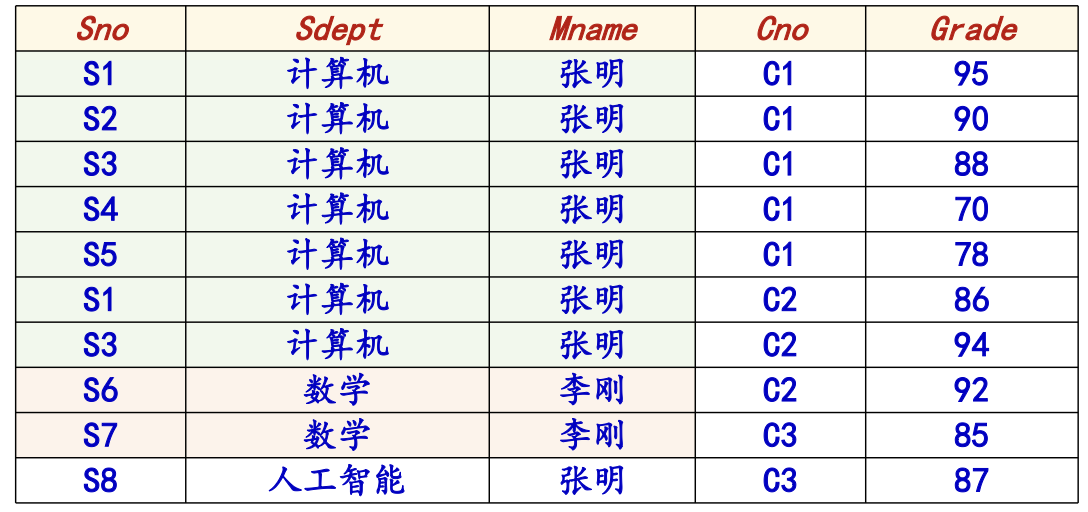 Sno Sdept Mname Cno Grade
S1 计算机 张明 C1 95
S2 计算机 张明 C1 90
S3 计算机 张明 C1 88
S4 计算机 张明 C1 70
S5 计算机 张明 C1 78
S1 计算机 张明 C2 86
S3 计算机 张明 C2 94
S6 数学 李刚 C2 92
S7 数学 李刚 C3 85
S8 人工智能 张明 C3 87